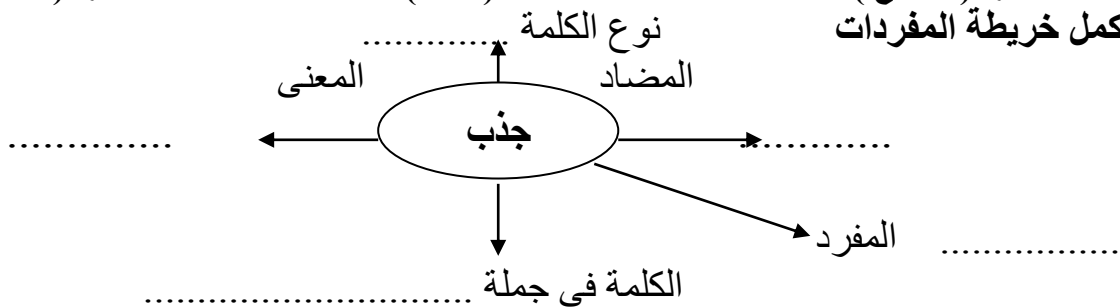 كمل خريطة المفردات
نوع الكلمة ..............
المضاد
المعنى
جذب
............
..............
المفرد ................
الكلمة في جملة .............................